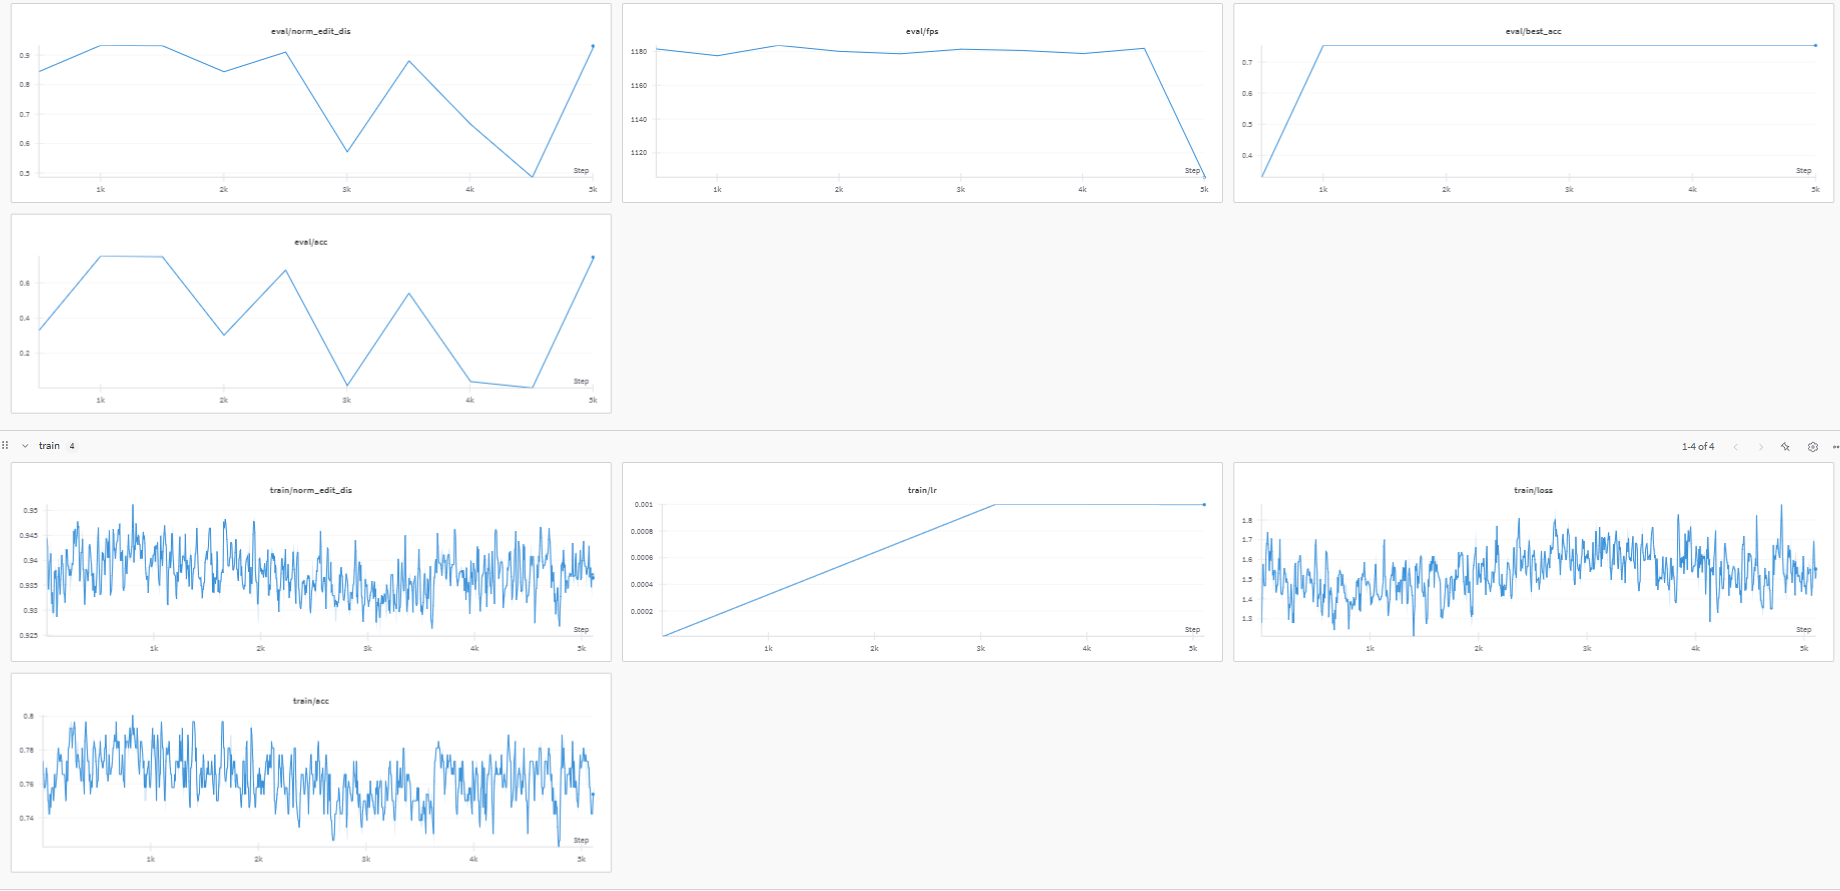 eval/norm_edit_dis
0.9
0.8
0.7
0.6
0.5
Step
1k 2k 3k 4k 5k
eval/fps
1180
1160
1140
1120
Step
1k 2k 3k 4k 5k
eval/best_acc
0.7
0.6
0.5
0.4
Step
1k 2k 3k 4k 5k
eval/acc
0.6
0.4
0.2
Step
1k 2k 3k 4k 5k
train 4
1-4 of 4
train/norm_edit_dis
0.95
0.945
0.94
0.935
0.93
0.925
Step
1k 2k 3k 4k 5k
train/lr
0.001
0.0008
0.0006
0.0004
0.0002
Step
1k 2k 3k 4k 5k
train/loss
1.8
1.7
1.6
1.5
1.4
1.3
Step
1k 2k 3k 4k 5k
train/acc
0.8
0.78
0.76
0.74
Step
1k 2k 3k 4k 5k